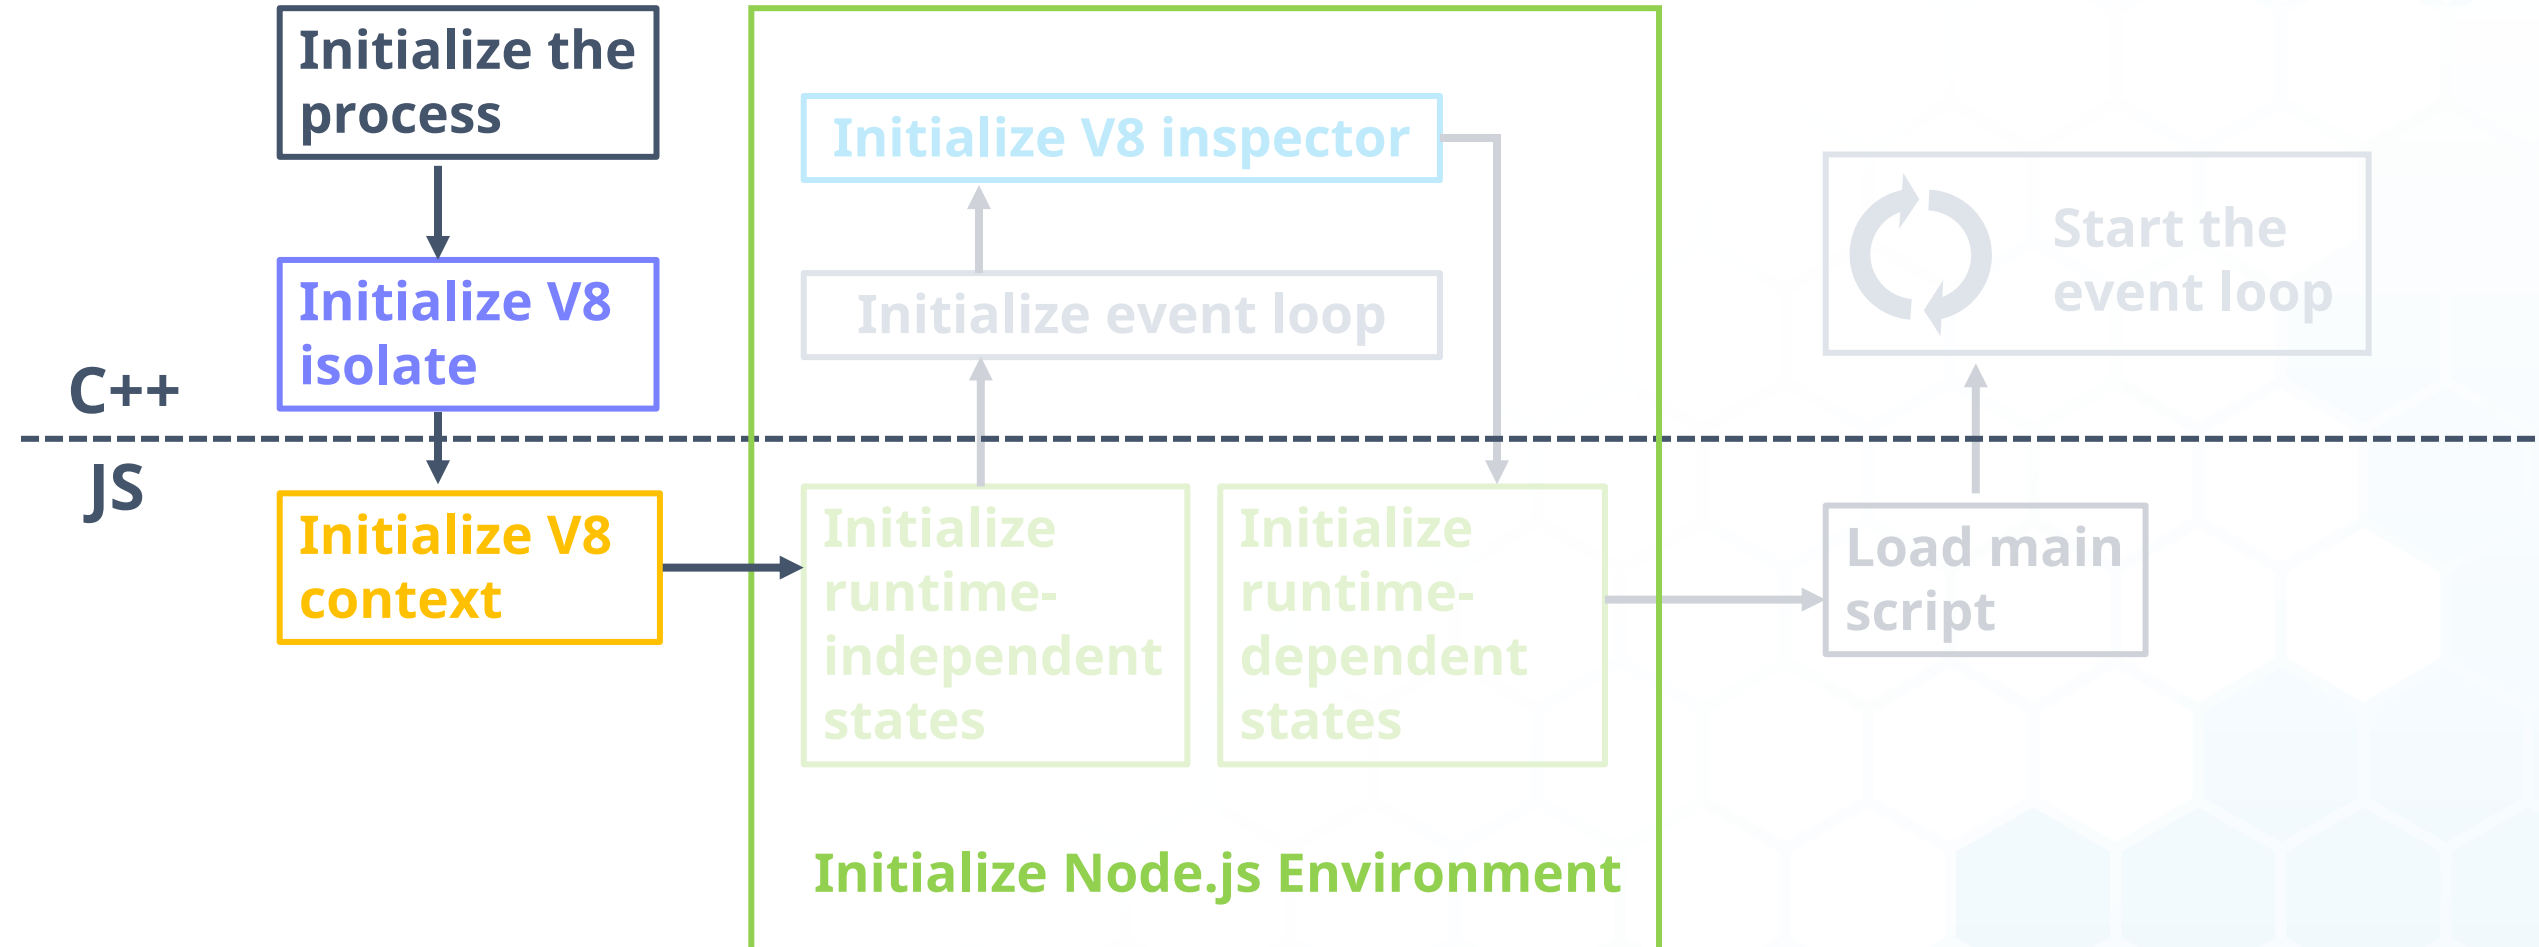 Initialize the
process
Initialize V8
isolate
C++
JS
Initialize V8
context
Initialize V8 inspector
Initialize event loop
Initialize
runtime-
independent
states
Initialize
runtime-
dependent
states
Initialize Node.js Environment
Start the
event loop
Load main
script